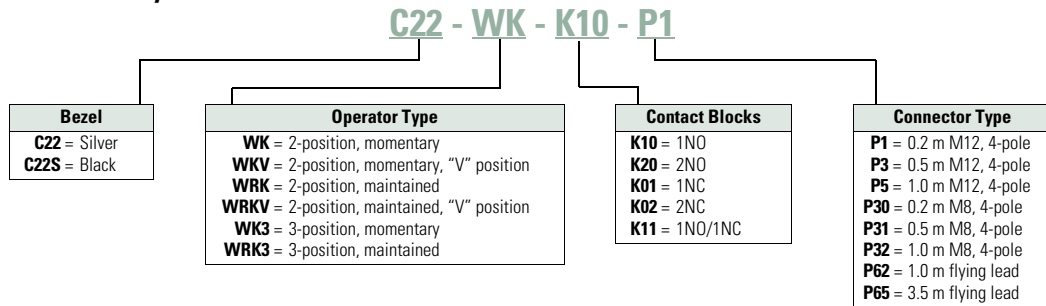 C22 - WK - K10 - P1
Bezel
C22 = Silver
C22S = Black
Operator Type
WK = 2-position, momentary
WKV = 2-position, momentary, “V” position
WRK = 2-position, maintained
WRKV = 2-position, maintained, “V” position
WK3 = 3-position, momentary
WRK3 = 3-position, maintained
Contact Blocks
K10 = 1NO
K20 = 2NO
K01 = 1NC
K02 = 2NC
K11 = 1NO/1NC
Connector Type
P1 = 0.2 m M12, 4-pole
P3 = 0.5 m M12, 4-pole
P5 = 1.0 m M12, 4-pole
P30 = 0.2 m M8, 4-pole
P31 = 0.5 m M8, 4-pole
P32 = 1.0 m M8, 4-pole
P62 = 1.0 m flying lead
P65 = 3.5 m flying lead